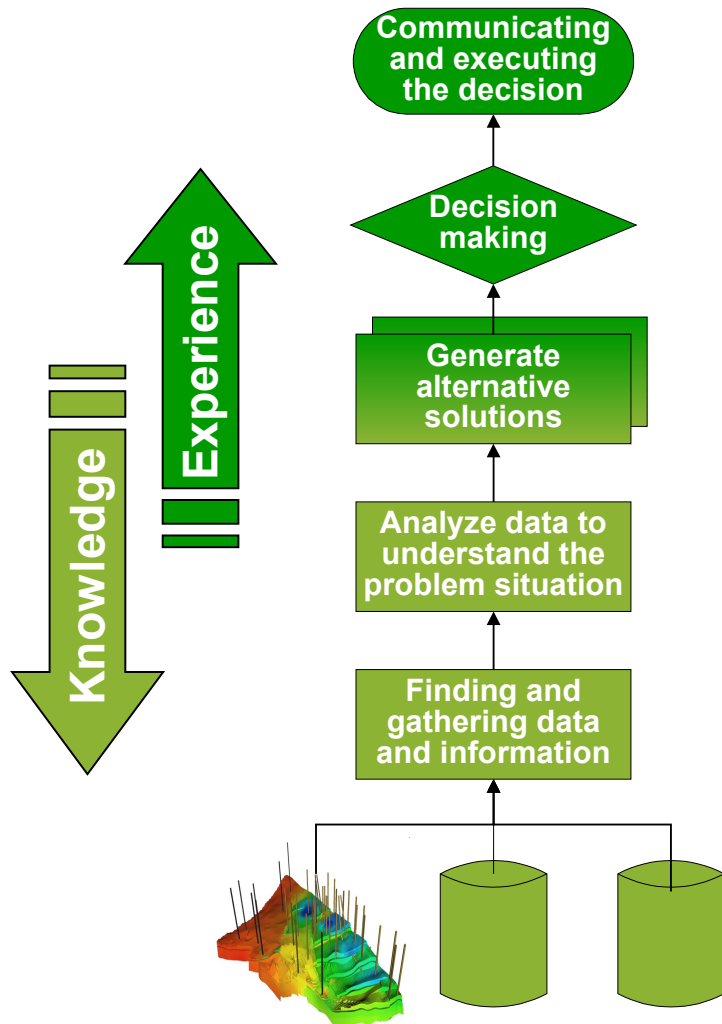 Communicating
and executing
the decision
Decision
making
Generate
alternative
solutions
Analyze data to
understand the
problem situation
Finding and
gathering data
and information
Experience
Knowledge